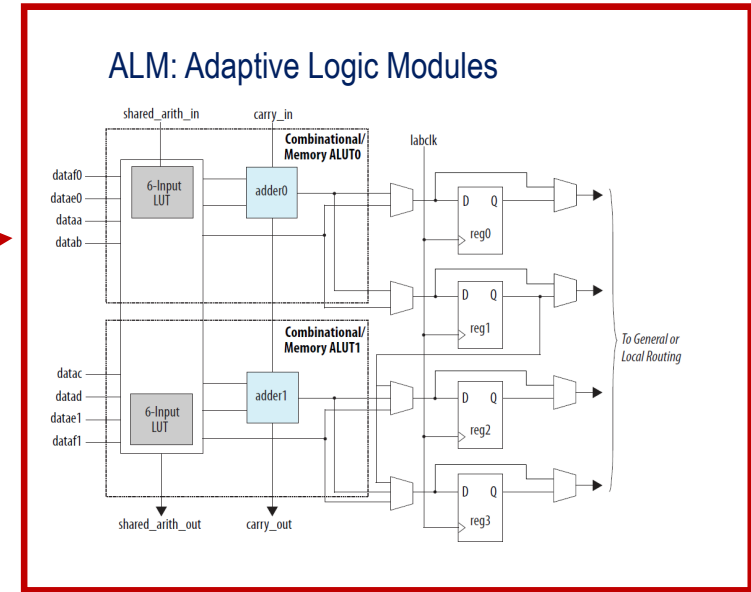 ALM: Adaptive Logic Modules
shared_arith_in
carry_in
Combinational/
Memory ALUT0
labclk
dataf0
datae0
dataa
datab
6-Input
LUT
adder0
D Q
reg0
D Q
reg1
To General or
Local Routing
Combinational/
Memory ALUT1
datac
datad
datae1
dataf1
6-Input
LUT
adder1
D Q
reg2
D Q
reg3
shared_arith_out
carry_out